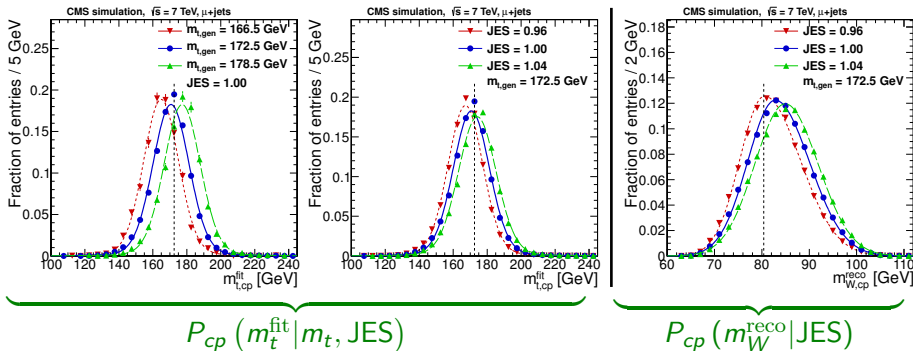 CMS simulation, √s = 7 TeV, μ+jets
Fraction of entries / 5 GeV
0.25
0.2
0.15
0.1
0.05
0
m_t,gen = 166.5 GeV
m_t,gen = 172.5 GeV
m_t,gen = 178.5 GeV
JES = 1.00
100 120 140 160 180 200 220 240
m^fit_t,cp [GeV]
CMS simulation, √s = 7 TeV, μ+jets
Fraction of entries / 5 GeV
0.25
0.2
0.15
0.1
0.05
0
JES = 0.96
JES = 1.00
JES = 1.04
m_t,gen = 172.5 GeV
100 120 140 160 180 200 220 240
m^fit_t,cp [GeV]
CMS simulation, √s = 7 TeV, μ+jets
Fraction of entries / 2 GeV
0.16
0.14
0.12
0.1
0.08
0.06
0.04
0.02
0
JES = 0.96
JES = 1.00
JES = 1.04
m_t,gen = 172.5 GeV
60 70 80 90 100 110
m^reco_W,cp [GeV]
P_cp (m_t^fit|m_t, JES)
P_cp (m_W^reco|JES)